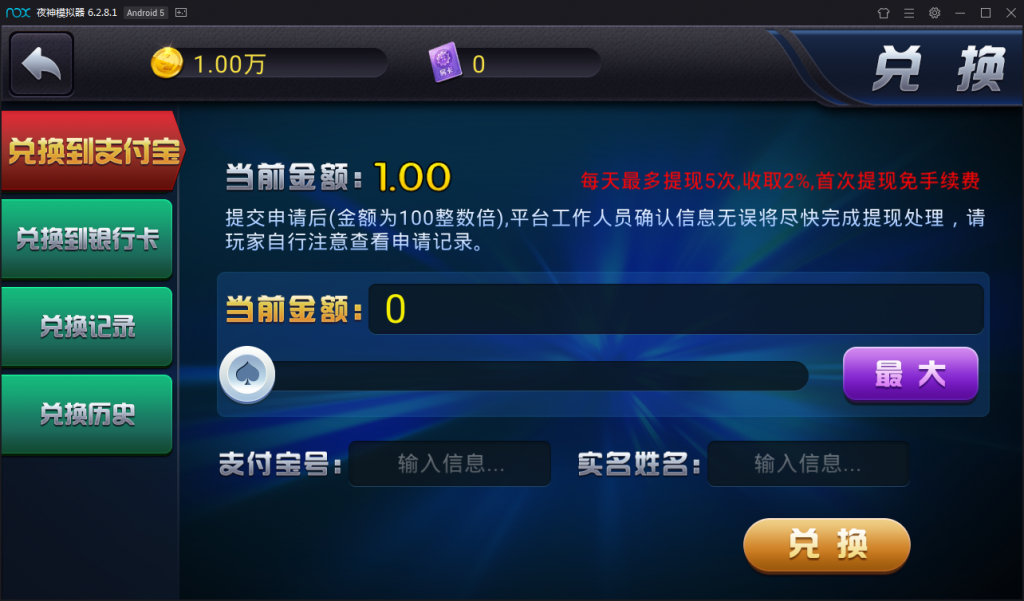 nox 夜神模拟器 6.2.8.1 Android 5
1.00万
0
兑 换
兑换到支付宝
兑换到银行卡
兑换记录
兑换历史
当前金额: 1.00
每天最多提现5次,收取2%,首次提现免手续费
提交申请后(金额为100整数倍),平台工作人员确认信息无误将尽快完成提现处理，请
玩家自行注意查看申请记录。
当前金额: 0
最 大
支付宝号: 输入信息...
实名姓名: 输入信息...
兑 换